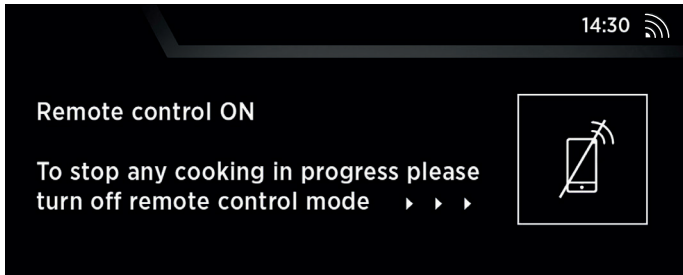 14:30
Remote control ON
To stop any cooking in progress please
turn off remote control mode